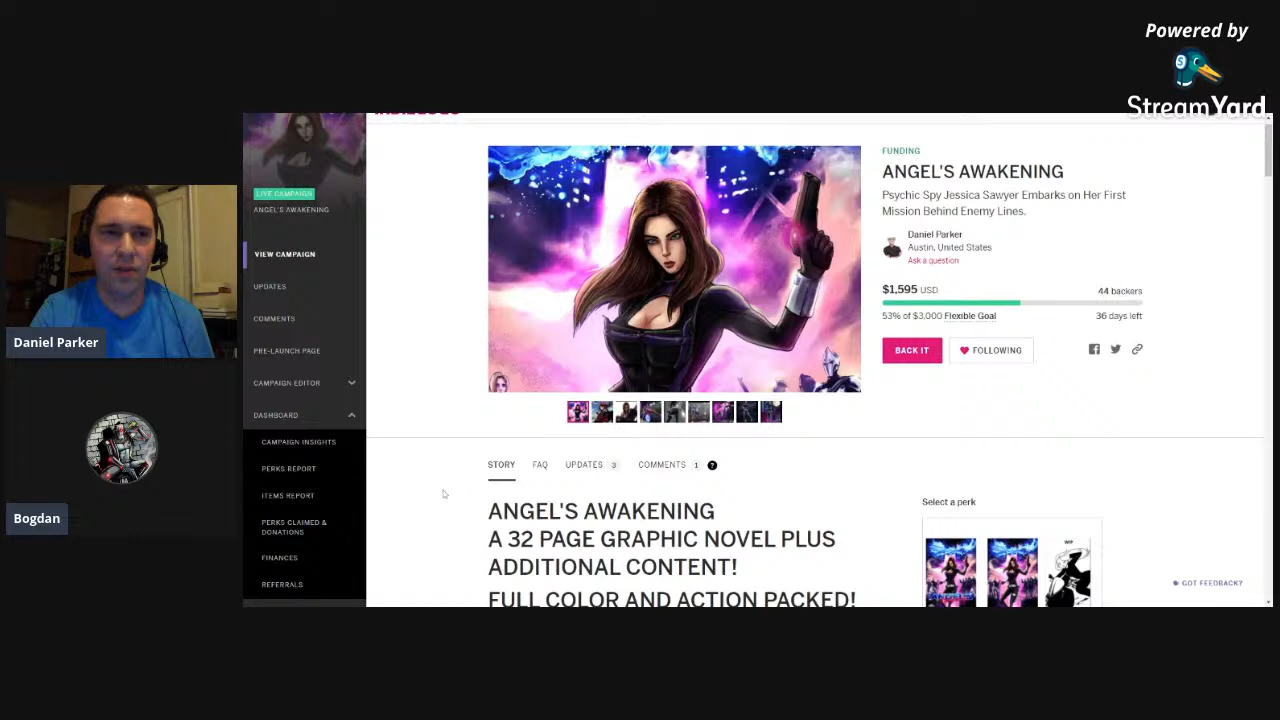 Powered by
StreamYard
LIVE CAMPAIGN
ANGEL'S AWAKENING
VIEW CAMPAIGN
UPDATES
COMMENTS
PRE-LAUNCH PAGE
CAMPAIGN EDITOR
DASHBOARD
CAMPAIGN INSIGHTS
PERKS REPORT
ITEMS REPORT
PERKS CLAIMED &
DONATIONS
FINANCES
REFERRALS
FUNDING
ANGEL'S AWAKENING
Psychic Spy Jessica Sawyer Embarks on Her First
Mission Behind Enemy Lines.
Daniel Parker
Austin, United States
Ask a question
$1,595 USD
44 backers
53% of $3,000 Flexible Goal
36 days left
BACK IT
FOLLOWING
STORY FAQ UPDATES 3 COMMENTS 1 ?
ANGEL'S AWAKENING
A 32 PAGE GRAPHIC NOVEL PLUS
ADDITIONAL CONTENT!
FULL COLOR AND ACTION PACKED!
Select a perk
WIP
GOT FEEDBACK?
Daniel Parker
Bogdan